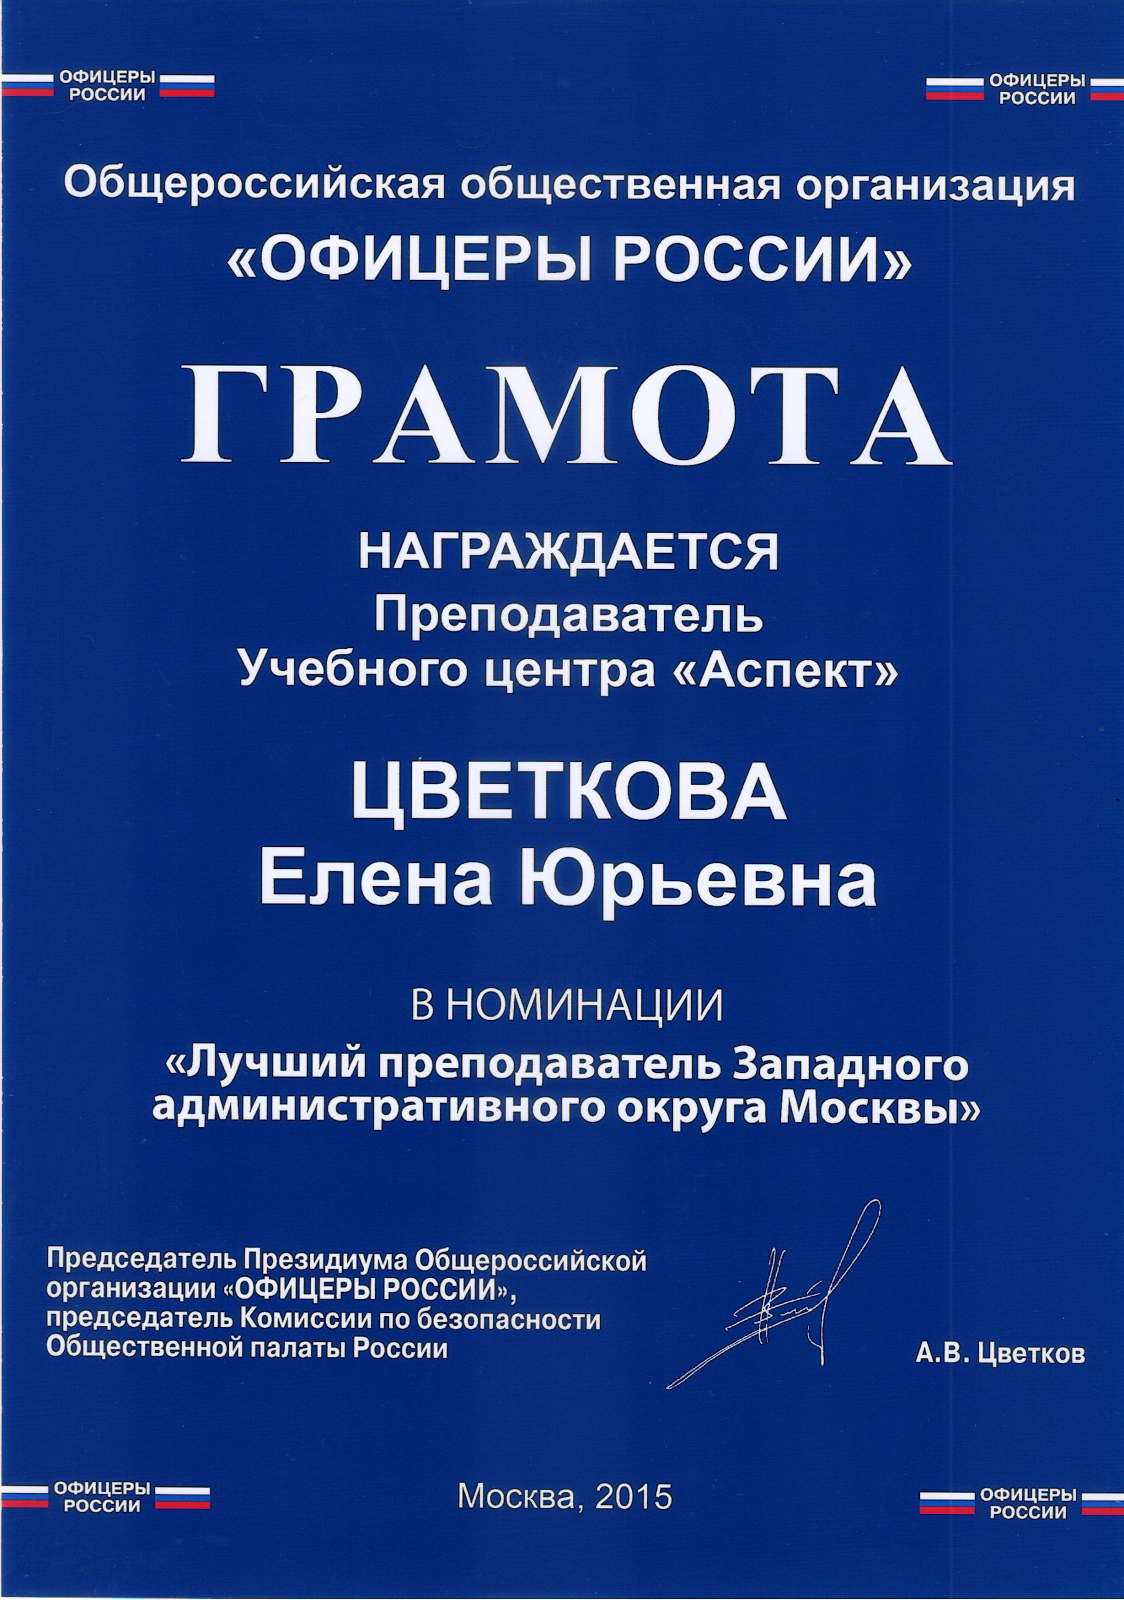 ОФИЦЕРЫ
РОССИИ
ОФИЦЕРЫ
РОССИИ
Общероссийская общественная организация
«ОФИЦЕРЫ РОССИИ»
ГРАМОТА
НАГРАЖДАЕТСЯ
Преподаватель
Учебного центра «Аспект»
ЦВЕТКОВА
Елена Юрьевна
В НОМИНАЦИИ
«Лучший преподаватель Западного
административного округа Москвы»
Председатель Президиума Общероссийской
организации «ОФИЦЕРЫ РОССИИ»,
председатель Комиссии по безопасности
Общественной палаты России
А.В. Цветков
ОФИЦЕРЫ
РОССИИ
Москва, 2015
ОФИЦЕРЫ
РОССИИ